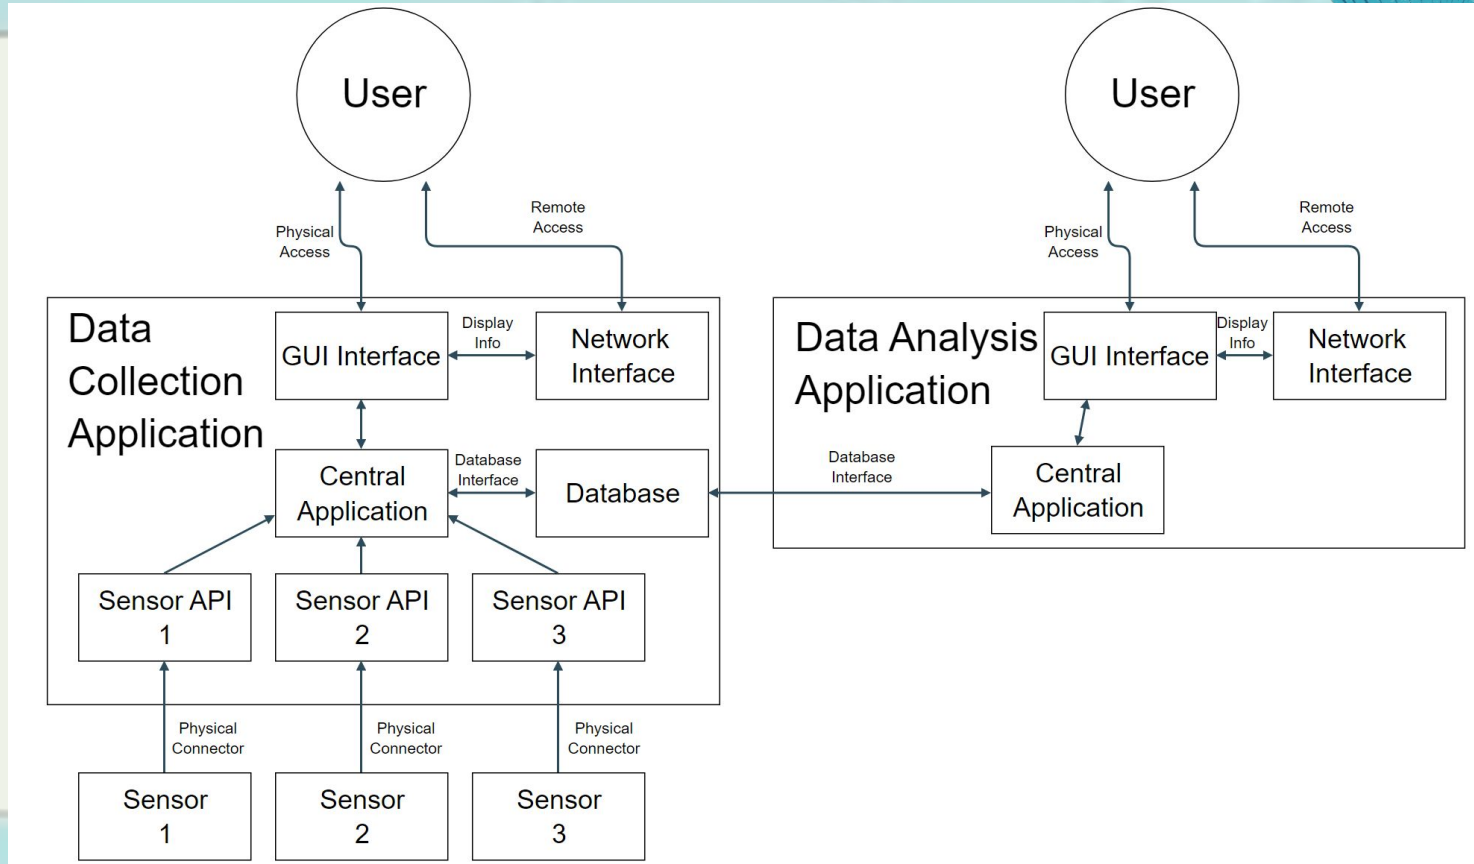 User
User
Physical
Access
Remote
Access
Physical
Access
Remote
Access
Data
Collection
Application
GUI Interface
Display
Info
Network
Interface
Central
Application
Database
Interface
Database
Sensor API
1
Sensor API
2
Sensor API
3
Physical
Connector
Physical
Connector
Physical
Connector
Sensor
1
Sensor
2
Sensor
3
Database
Interface
Data Analysis
Application
GUI Interface
Display
Info
Network
Interface
Central
Application